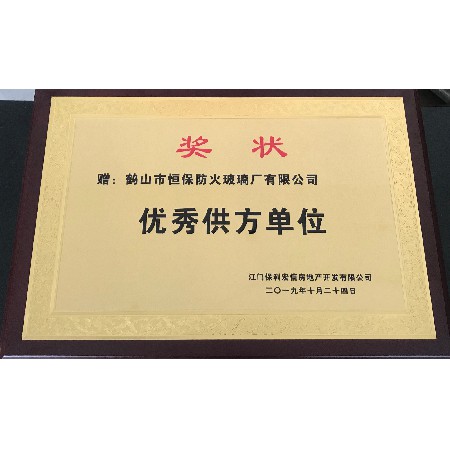 奖状
赠：鹤山市恒保防火玻璃厂有限公司
优秀供方单位
江门保利宏信房地产开发有限公司
二〇一九年十月二十四日